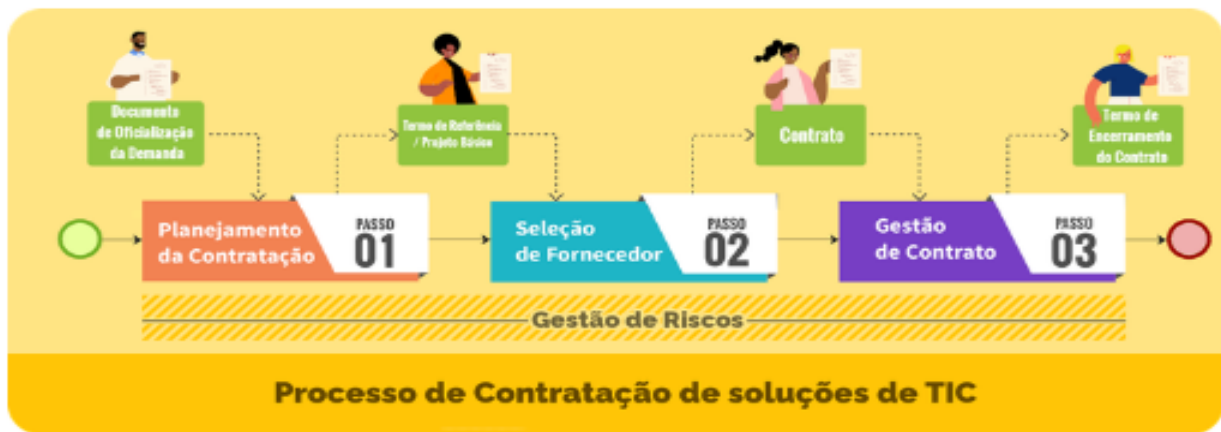 Documento
de Oficialização
da Demanda
Termo de Referência
/ Projeto Básico
Contrato
Termo de
Encerramento
do Contrato
Planejamento
da Contratação
PASSO
01
Seleção
de Fornecedor
PASSO
02
Gestão
de Contrato
PASSO
03
Gestão de Riscos
Processo de Contratação de soluções de TIC